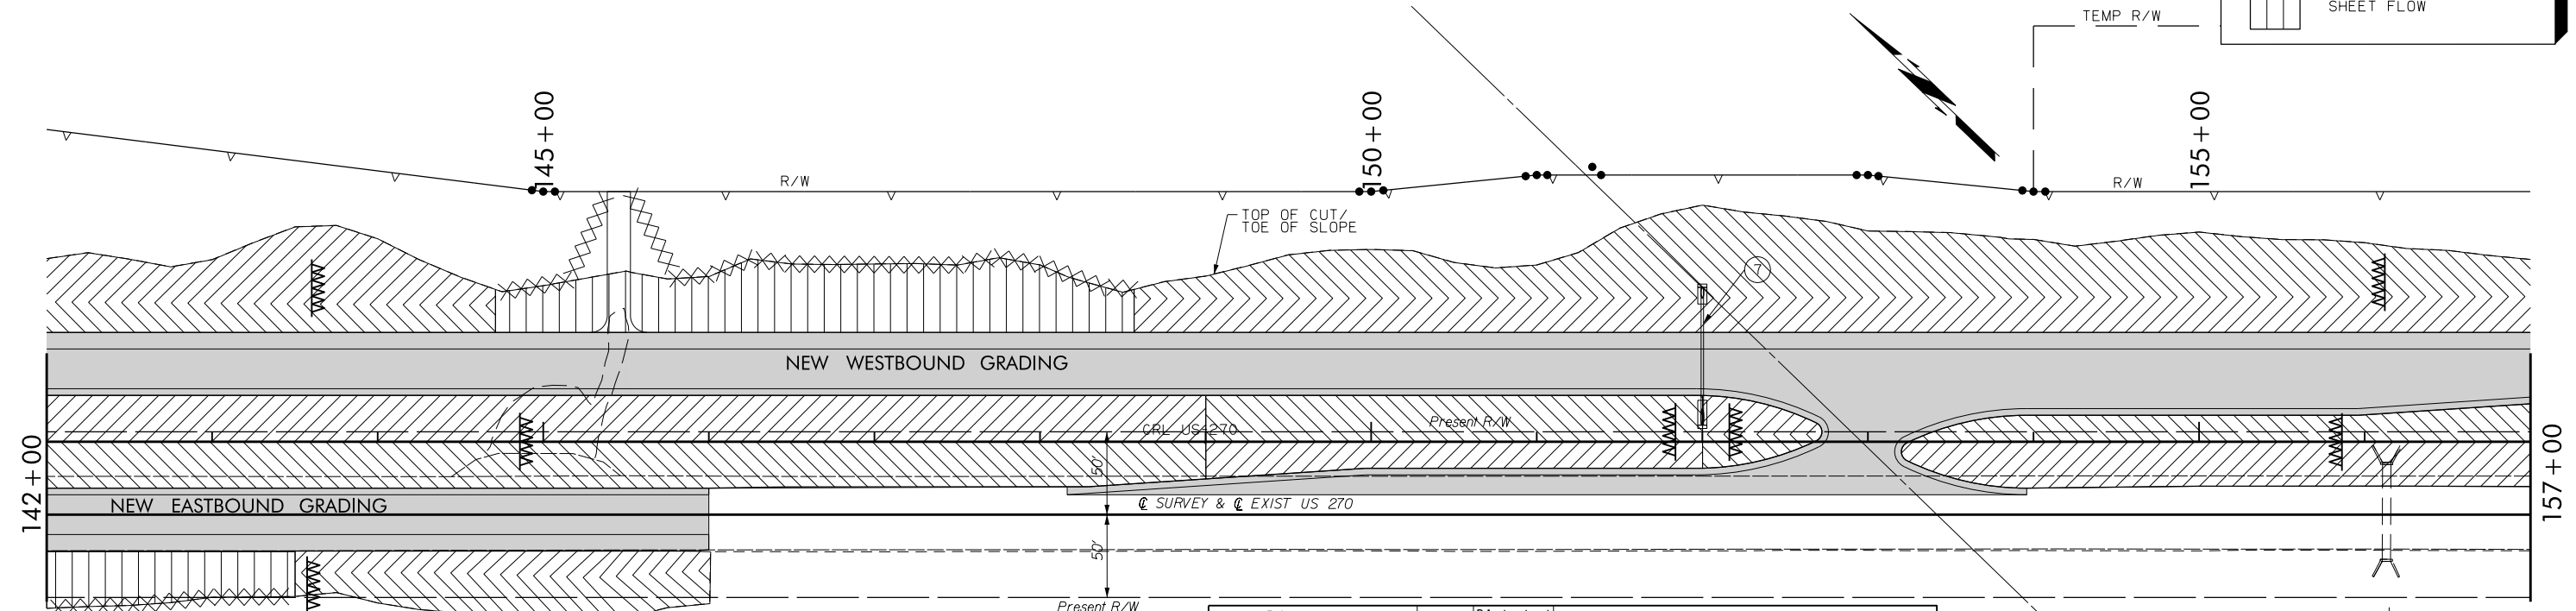 TEMP R/W
SHEET FLOW
145+00
150+00
155+00
R/W
R/W
TOP OF CUT/
TOE OF SLOPE
7
NEW WESTBOUND GRADING
CRL US 270
Present R/W
142+00
157+00
50'
NEW EASTBOUND GRADING
℄ SURVEY & ℄ EXIST US 270
50'
Present R/W